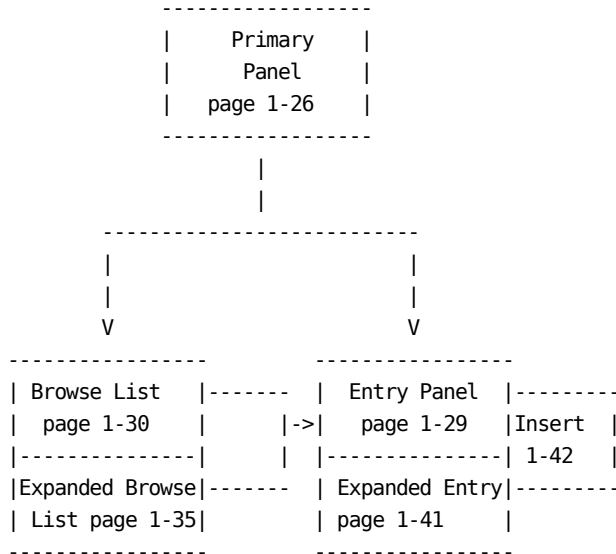 Primary
Panel
page 1-26
V V
Browse List Entry Panel
page 1-30 page 1-29 Insert
1-42
Expanded Browse Expanded Entry
List page 1-35 page 1-41